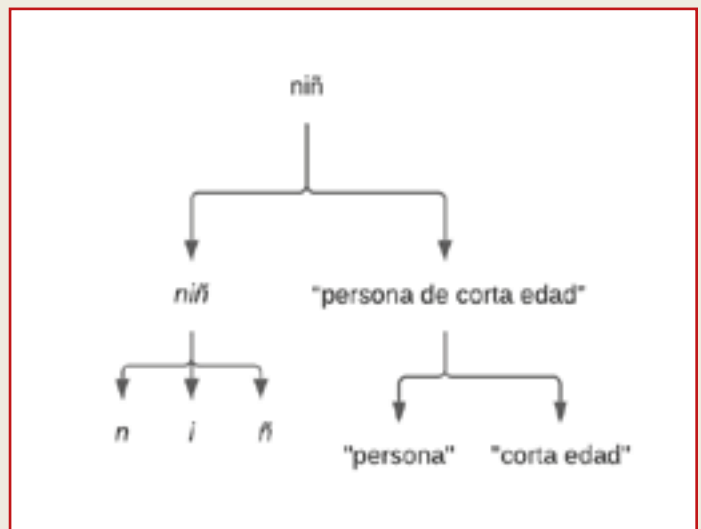 niñ
niñ "persona de corta edad"
n i ñ
"persona" "corta edad"